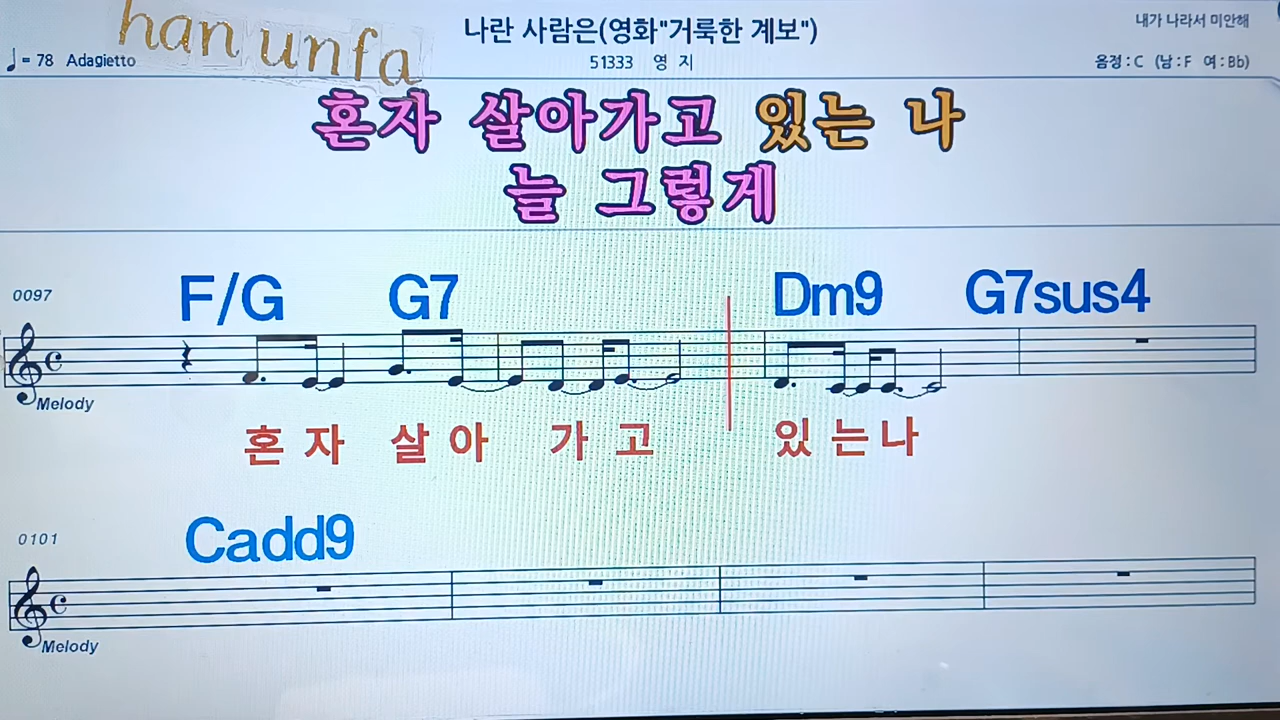 han unfa
나란 사람은(영화"거룩한 계보")
내가 나라서 미안해
♩= 78 Adagietto
51333 영 지
음정 : C (남 : F 여 : Bb)
혼자 살아가고 있는 나
늘 그렇게
0097
F/G G7 Dm9 G7sus4
Melody
혼 자 살 아 가 고 있 는 나
0101
Cadd9
Melody